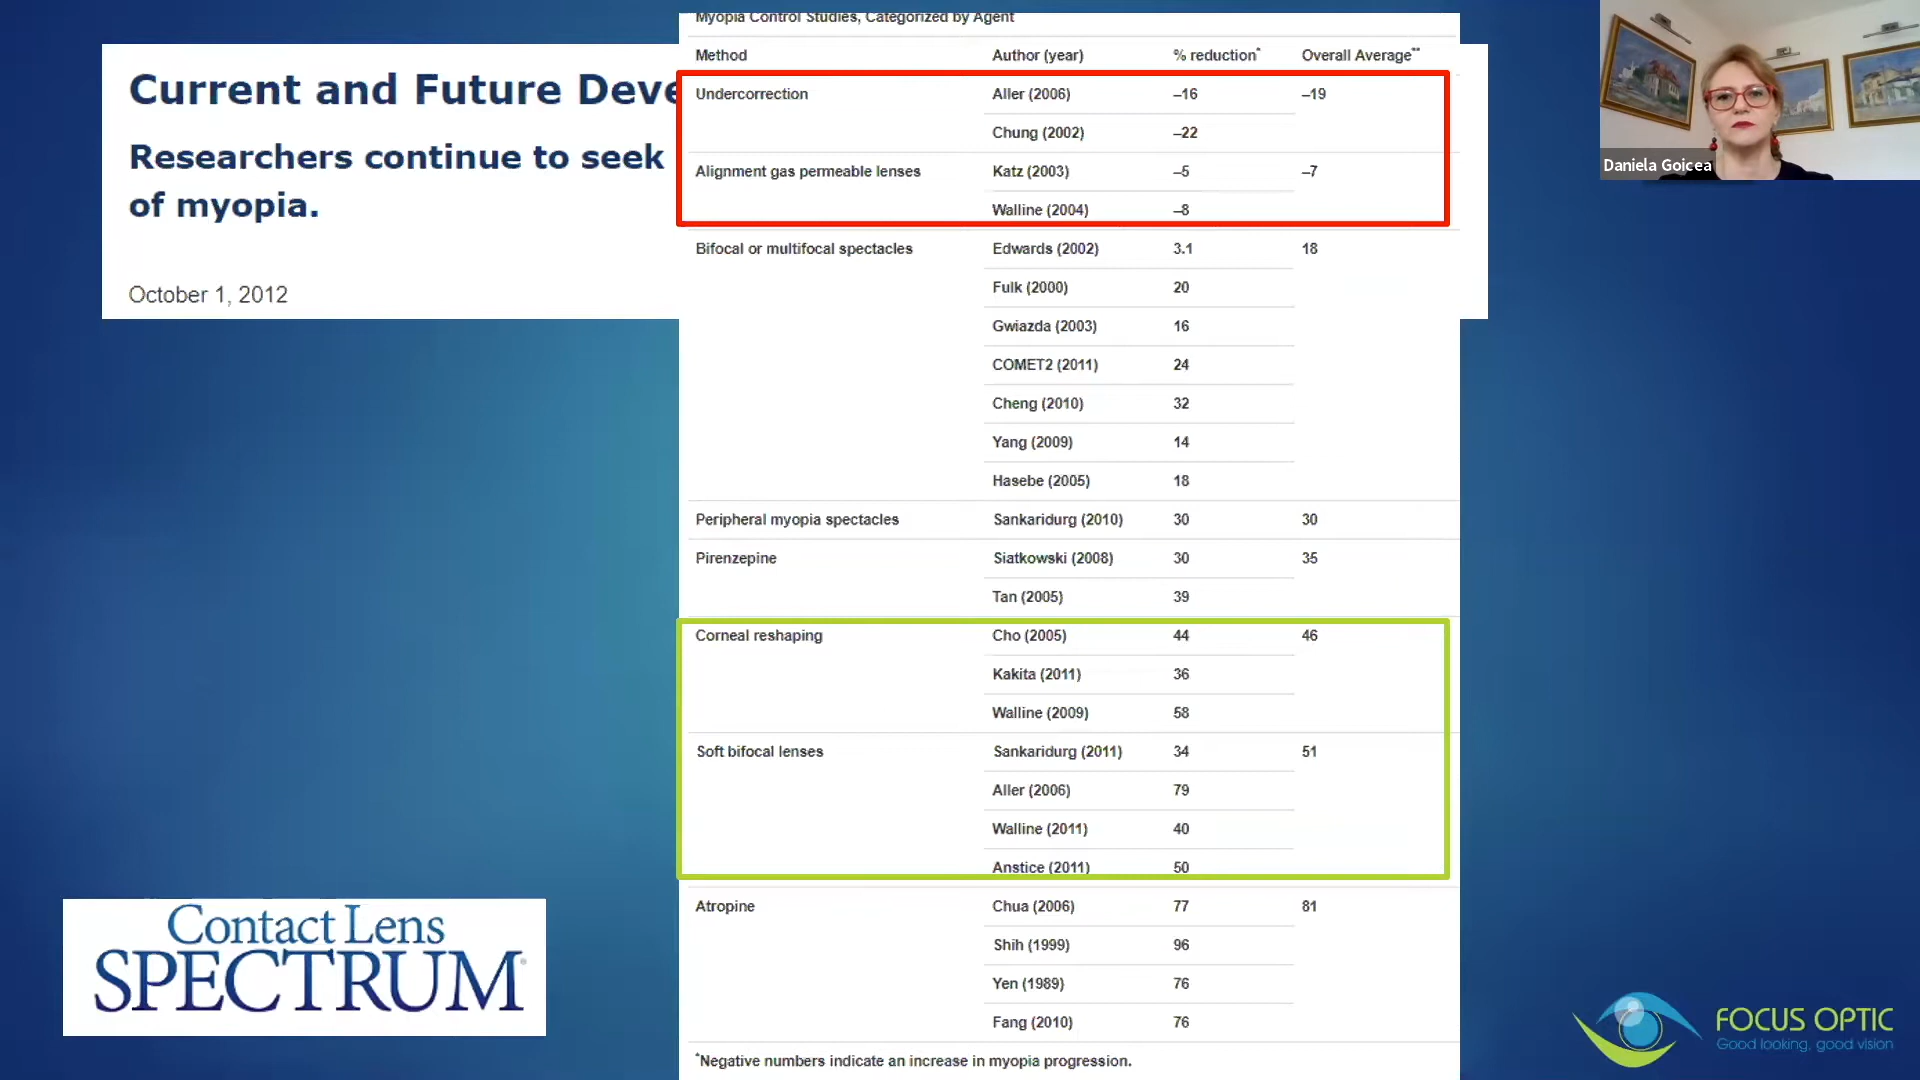 Myopia Control Studies, Categorized by Agent
Current and Future Deve
Researchers continue to seek
of myopia.
October 1, 2012
Method Author (year) % reduction* Overall Average**
Undercorrection Aller (2006) –16 –19
Chung (2002) –22
Alignment gas permeable lenses Katz (2003) –5 –7
Walline (2004) –8
Bifocal or multifocal spectacles Edwards (2002) 3.1 18
Fulk (2000) 20
Gwiazda (2003) 16
COMET2 (2011) 24
Cheng (2010) 32
Yang (2009) 14
Hasebe (2005) 18
Peripheral myopia spectacles Sankaridurg (2010) 30 30
Pirenzepine Siatkowski (2008) 30 35
Tan (2005) 39
Corneal reshaping Cho (2005) 44 46
Kakita (2011) 36
Walline (2009) 58
Soft bifocal lenses Sankaridurg (2011) 34 51
Aller (2006) 79
Walline (2011) 40
Anstice (2011) 50
Atropine Chua (2006) 77 81
Shih (1999) 96
Yen (1989) 76
Fang (2010) 76
*Negative numbers indicate an increase in myopia progression.
Contact Lens
SPECTRUM®
Daniela Goicea
FOCUS OPTIC
Good looking, good vision